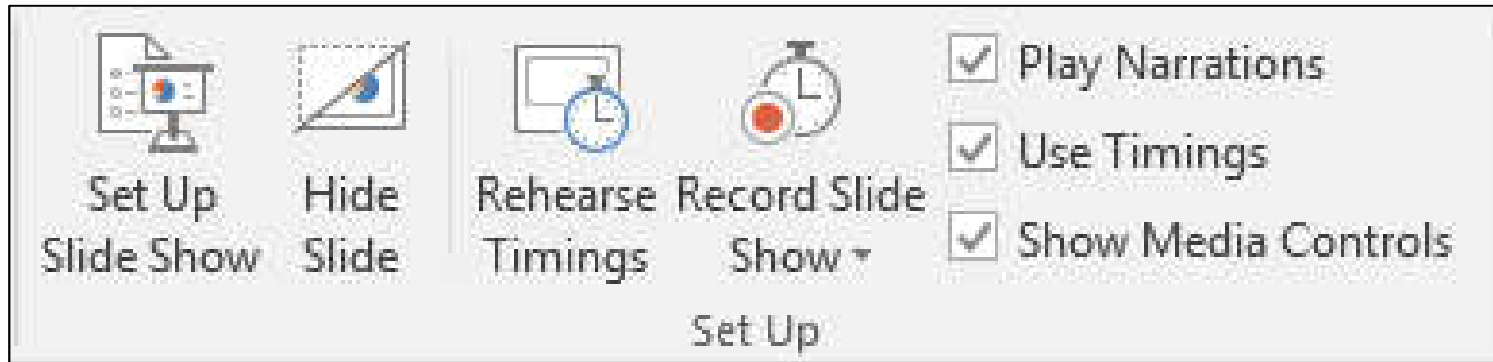 Set Up
Slide Show
Hide
Slide
Rehearse
Timings
Record Slide
Show
Play Narrations
Use Timings
Show Media Controls
Set Up